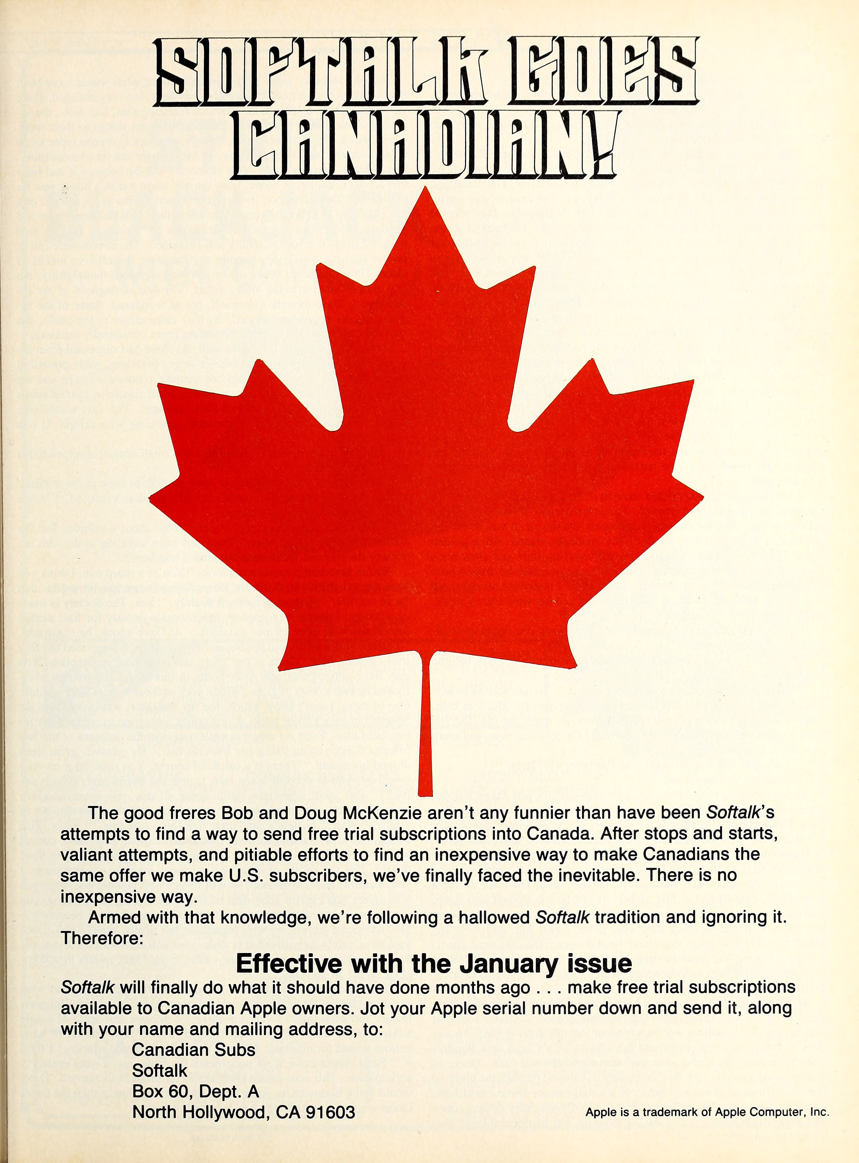 SOFTALK GOES
CANADIAN!
The good freres Bob and Doug McKenzie aren't any funnier than have been Softalk's
attempts to find a way to send free trial subscriptions into Canada. After stops and starts,
valiant attempts, and pitiable efforts to find an inexpensive way to make Canadians the
same offer we make U.S. subscribers, we've finally faced the inevitable. There is no
inexpensive way.
Armed with that knowledge, we're following a hallowed Softalk tradition and ignoring it.
Therefore:
Effective with the January issue
Softalk will finally do what it should have done months ago . . . make free trial subscriptions
available to Canadian Apple owners. Jot your Apple serial number down and send it, along
with your name and mailing address, to:
Canadian Subs
Softalk
Box 60, Dept. A
North Hollywood, CA 91603
Apple is a trademark of Apple Computer, Inc.